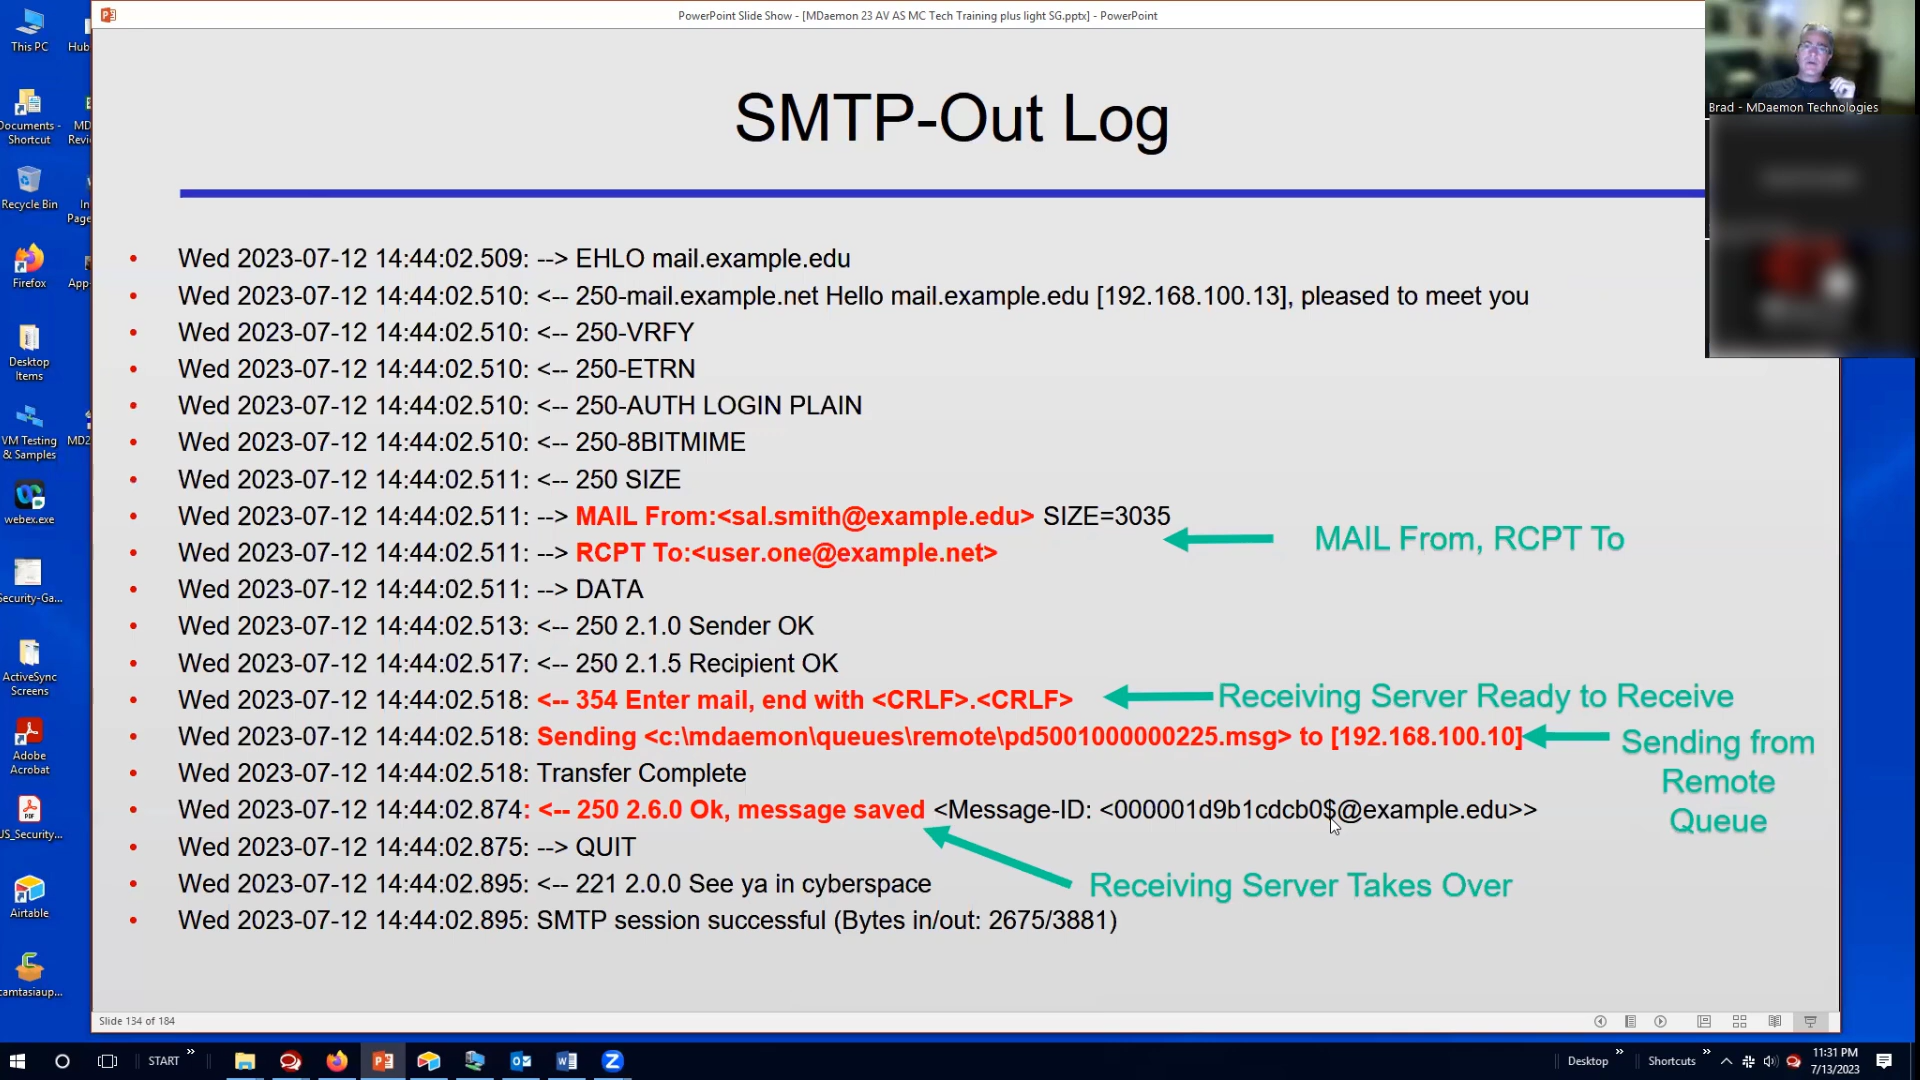 PowerPoint Slide Show - [MDaemon 23 AV AS MC Tech Training plus light SG.pptx] - PowerPoint
This PC
Hub
Documents - Shortcut
MD
Revi
Recycle Bin
In
Page
Firefox
App-
Desktop Items
VM Testing & Samples
MD2
webex.exe
Security-Ga...
ActiveSync Screens
Adobe Acrobat
US_Security...
Airtable
camtasiaup...
Brad - MDaemon Technologies
SMTP-Out Log
• Wed 2023-07-12 14:44:02.509: --> EHLO mail.example.edu
• Wed 2023-07-12 14:44:02.510: <-- 250-mail.example.net Hello mail.example.edu [192.168.100.13], pleased to meet you
• Wed 2023-07-12 14:44:02.510: <-- 250-VRFY
• Wed 2023-07-12 14:44:02.510: <-- 250-ETRN
• Wed 2023-07-12 14:44:02.510: <-- 250-AUTH LOGIN PLAIN
• Wed 2023-07-12 14:44:02.510: <-- 250-8BITMIME
• Wed 2023-07-12 14:44:02.511: <-- 250 SIZE
• Wed 2023-07-12 14:44:02.511: --> MAIL From:<sal.smith@example.edu> SIZE=3035
MAIL From, RCPT To
• Wed 2023-07-12 14:44:02.511: --> RCPT To:<user.one@example.net>
• Wed 2023-07-12 14:44:02.511: --> DATA
• Wed 2023-07-12 14:44:02.513: <-- 250 2.1.0 Sender OK
• Wed 2023-07-12 14:44:02.517: <-- 250 2.1.5 Recipient OK
• Wed 2023-07-12 14:44:02.518: <-- 354 Enter mail, end with <CRLF>.<CRLF>
Receiving Server Ready to Receive
• Wed 2023-07-12 14:44:02.518: Sending <c:\mdaemon\queues\remote\pd5001000000225.msg> to [192.168.100.10]
Sending from
Remote
Queue
• Wed 2023-07-12 14:44:02.518: Transfer Complete
• Wed 2023-07-12 14:44:02.874: <-- 250 2.6.0 Ok, message saved <Message-ID: <000001d9b1cdcb0$@example.edu>>
• Wed 2023-07-12 14:44:02.875: --> QUIT
• Wed 2023-07-12 14:44:02.895: <-- 221 2.0.0 See ya in cyberspace
Receiving Server Takes Over
• Wed 2023-07-12 14:44:02.895: SMTP session successful (Bytes in/out: 2675/3881)
Slide 134 of 184
START
Desktop
Shortcuts
11:31 PM
7/13/2023